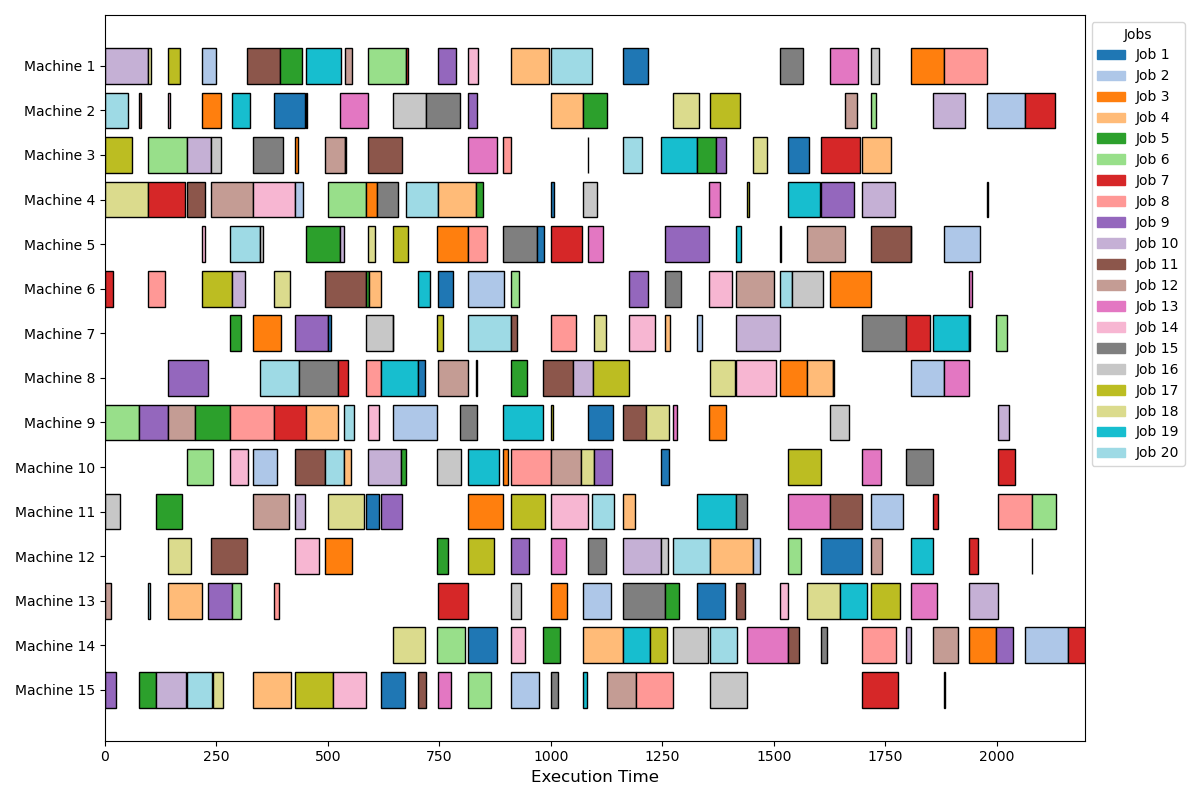 Machine 1
Machine 2
Machine 3
Machine 4
Machine 5
Machine 6
Machine 7
Machine 8
Machine 9
Machine 10
Machine 11
Machine 12
Machine 13
Machine 14
Machine 15
0 250 500 750 1000 1250 1500 1750 2000
Execution Time
Jobs
Job 1
Job 2
Job 3
Job 4
Job 5
Job 6
Job 7
Job 8
Job 9
Job 10
Job 11
Job 12
Job 13
Job 14
Job 15
Job 16
Job 17
Job 18
Job 19
Job 20